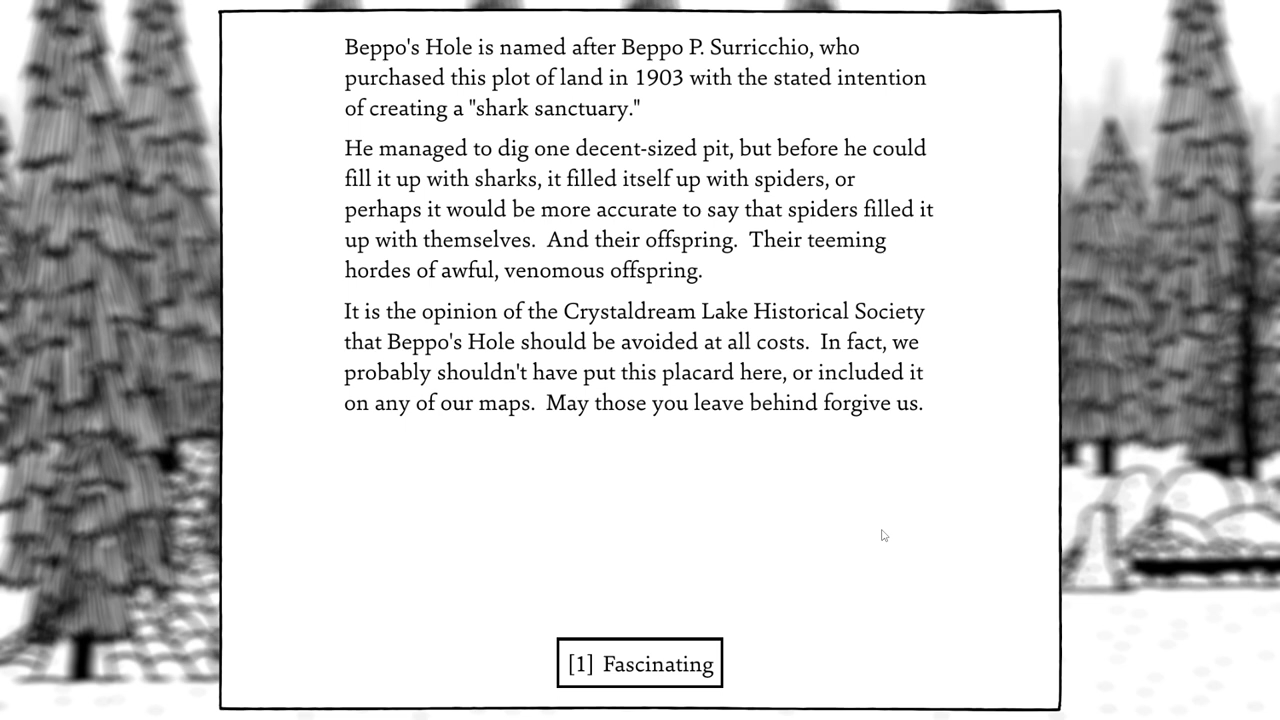 Beppo's Hole is named after Beppo P. Surricchio, who
purchased this plot of land in 1903 with the stated intention
of creating a "shark sanctuary."
He managed to dig one decent-sized pit, but before he could
fill it up with sharks, it filled itself up with spiders, or
perhaps it would be more accurate to say that spiders filled it
up with themselves.  And their offspring.  Their teeming
hordes of awful, venomous offspring.
It is the opinion of the Crystaldream Lake Historical Society
that Beppo's Hole should be avoided at all costs.  In fact, we
probably shouldn't have put this placard here, or included it
on any of our maps.  May those you leave behind forgive us.
[1] Fascinating